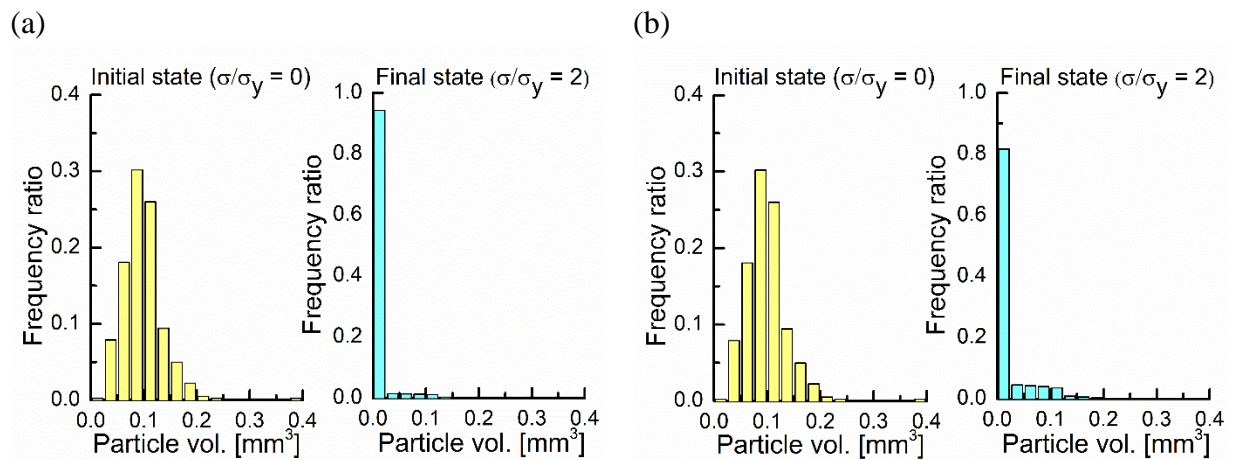 (a)
(b)
Initial state (σ/σy = 0)
Final state (σ/σy = 2)
Initial state (σ/σy = 0)
Final state (σ/σy = 2)
Frequency ratio
0.4
0.3
0.2
0.1
0.0
0.0 0.1 0.2 0.3 0.4
Particle vol. [mm³]
Frequency ratio
1.0
0.8
0.6
0.4
0.2
0.0
0.0 0.1 0.2 0.3 0.4
Particle vol. [mm³]
Frequency ratio
0.4
0.3
0.2
0.1
0.0
0.0 0.1 0.2 0.3 0.4
Particle vol. [mm³]
Frequency ratio
1.0
0.8
0.6
0.4
0.2
0.0
0.0 0.1 0.2 0.3 0.4
Particle vol. [mm³]